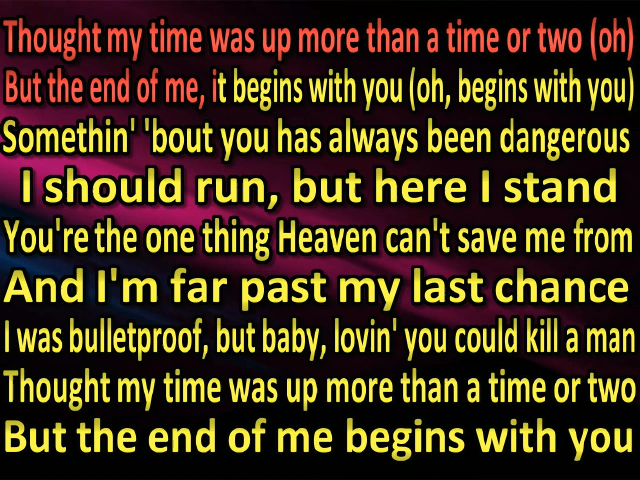 Thought my time was up more than a time or two (oh)
But the end of me, it begins with you (oh, begins with you)
Somethin' 'bout you has always been dangerous
I should run, but here I stand
You're the one thing Heaven can't save me from
And I'm far past my last chance
I was bulletproof, but baby, lovin' you could kill a man
Thought my time was up more than a time or two
But the end of me begins with you